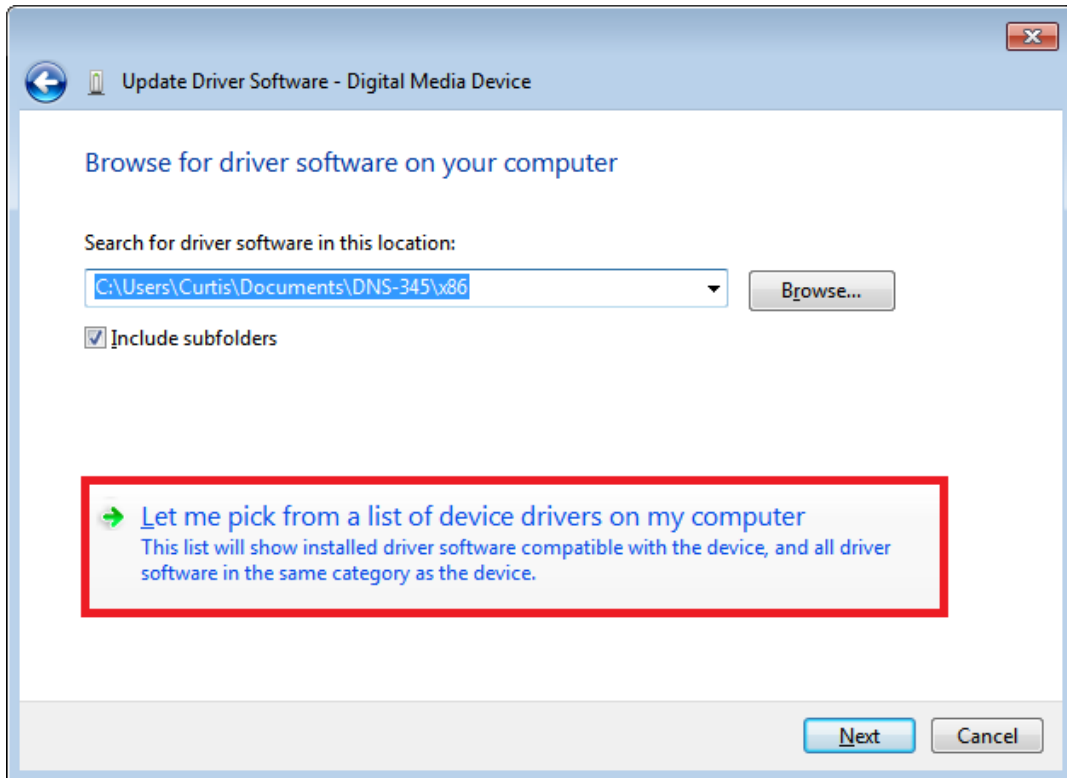 Update Driver Software - Digital Media Device
Browse for driver software on your computer
Search for driver software in this location:
C:\Users\Curtis\Documents\DNS-345\x86
Browse...
Include subfolders
Let me pick from a list of device drivers on my computer
This list will show installed driver software compatible with the device, and all driver
software in the same category as the device.
Next
Cancel